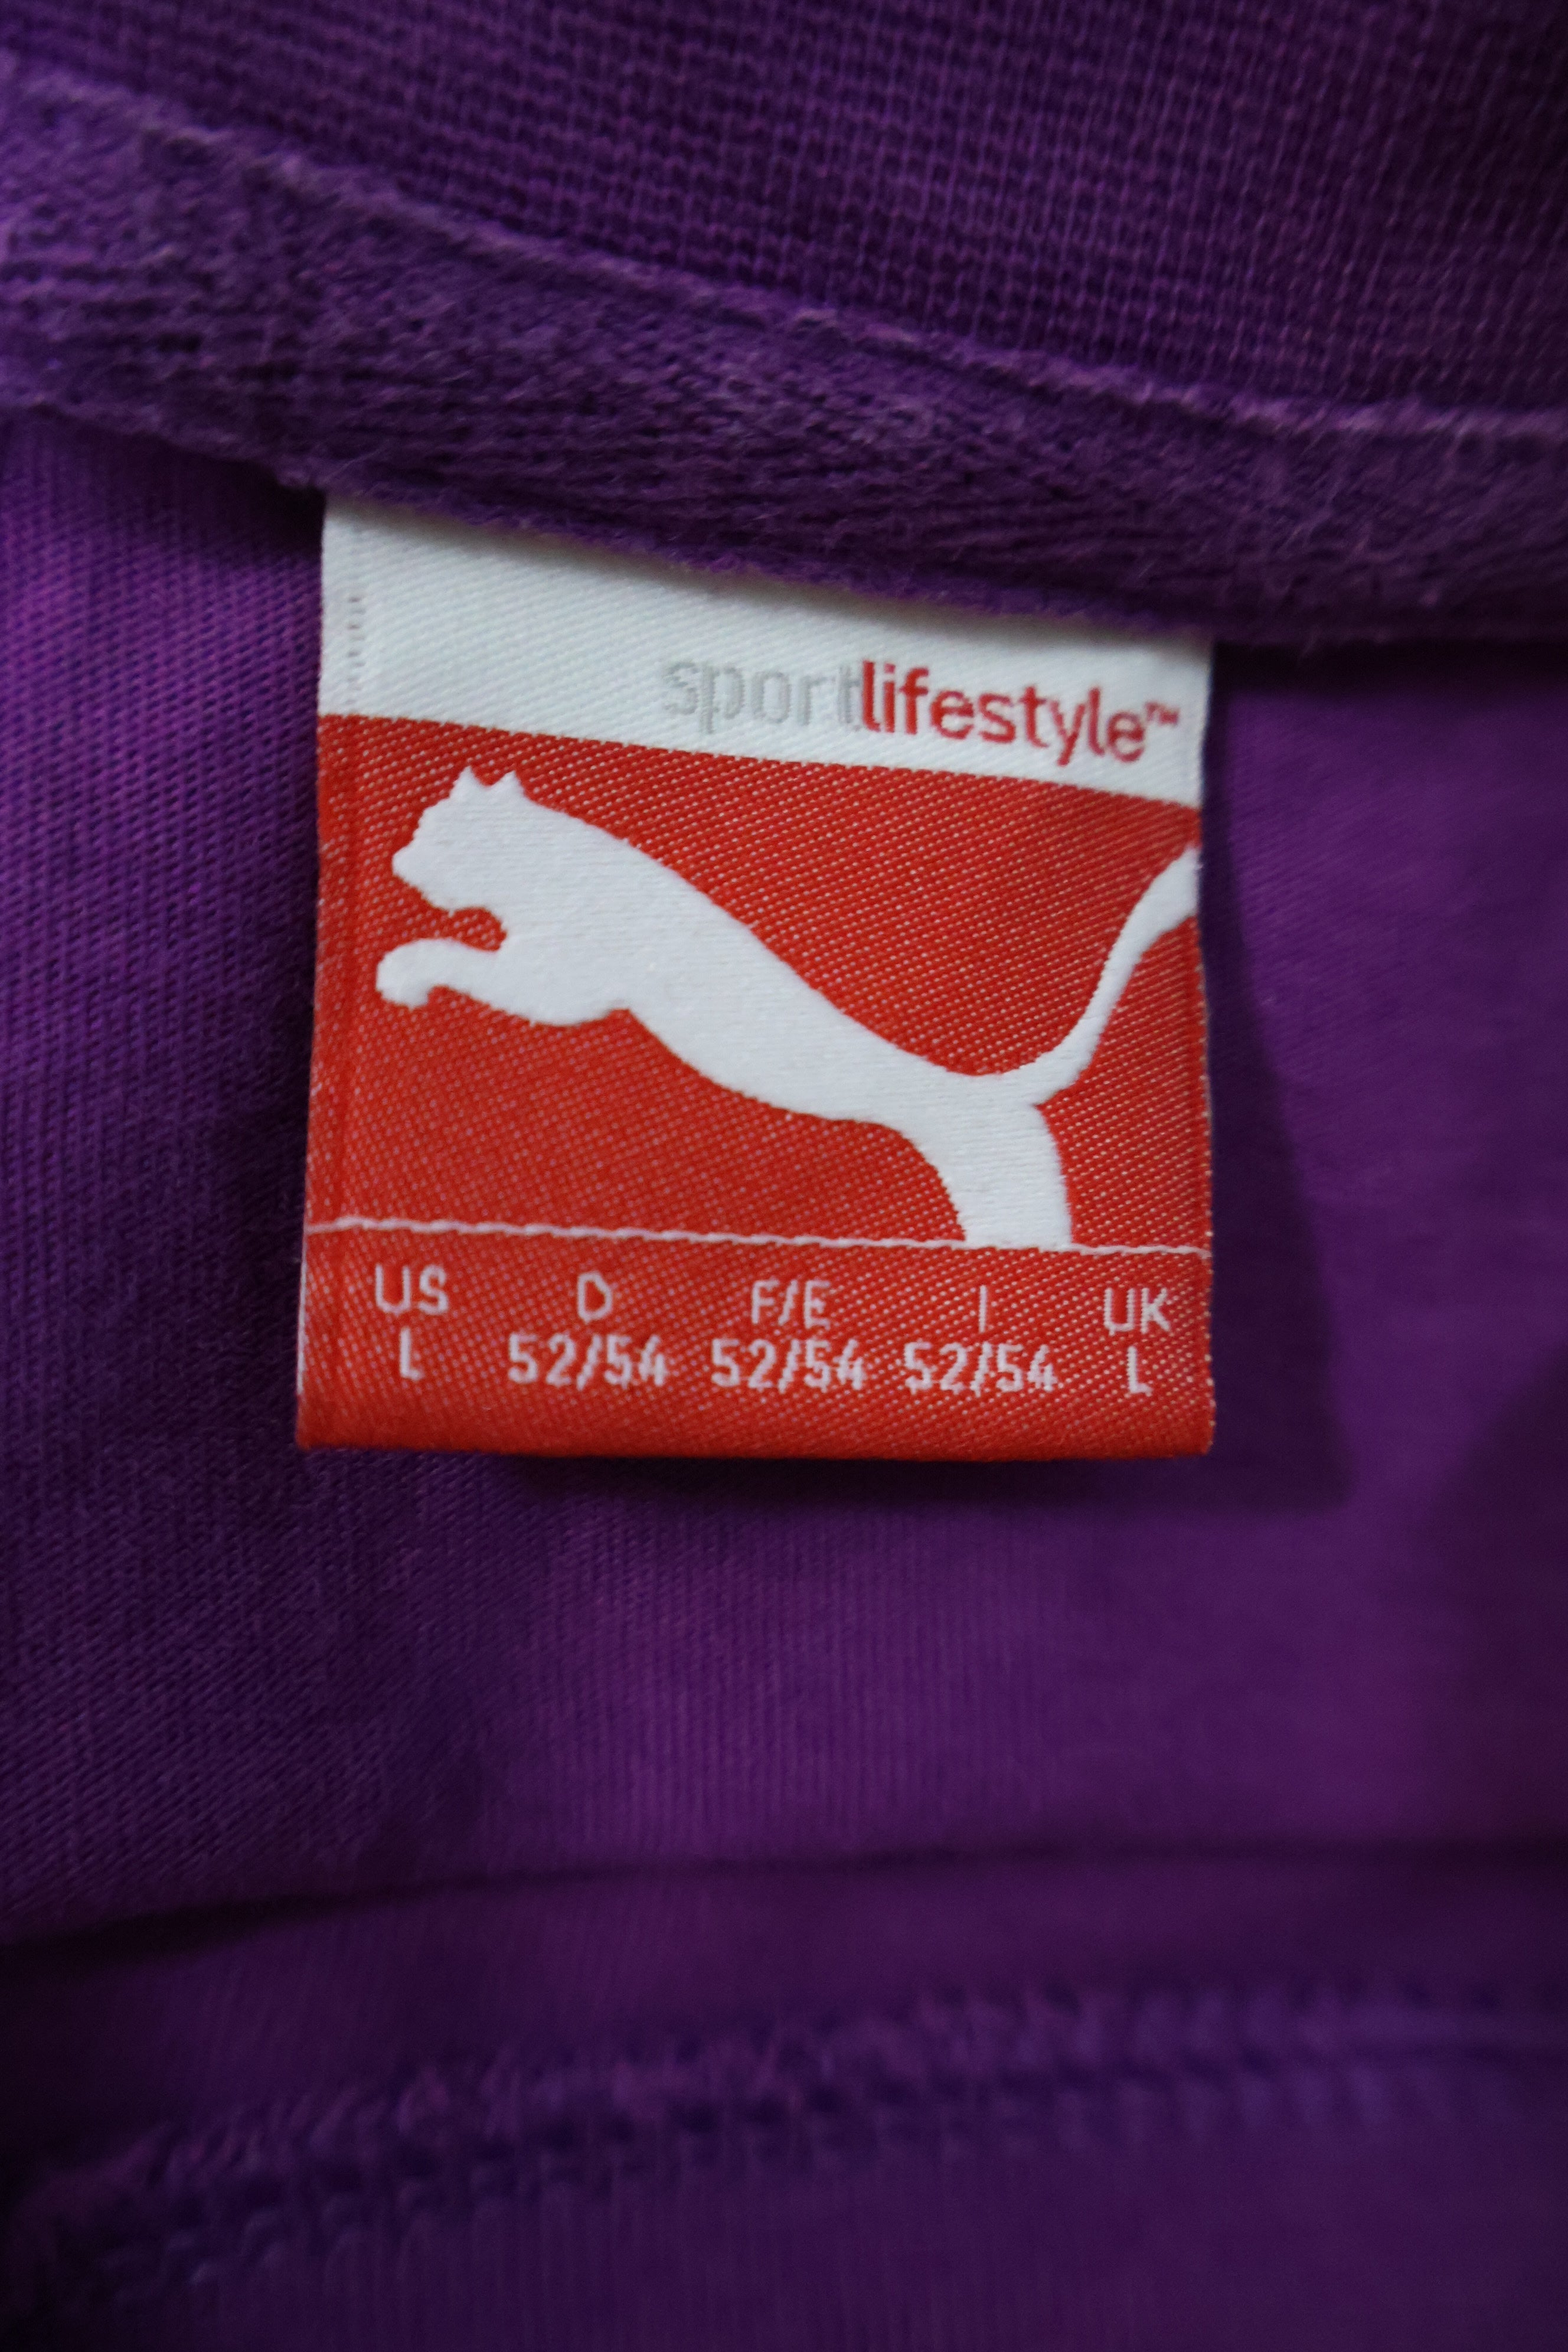 sportlifestyle™
US D F/E I UK
L 52/54 52/54 52/54 L